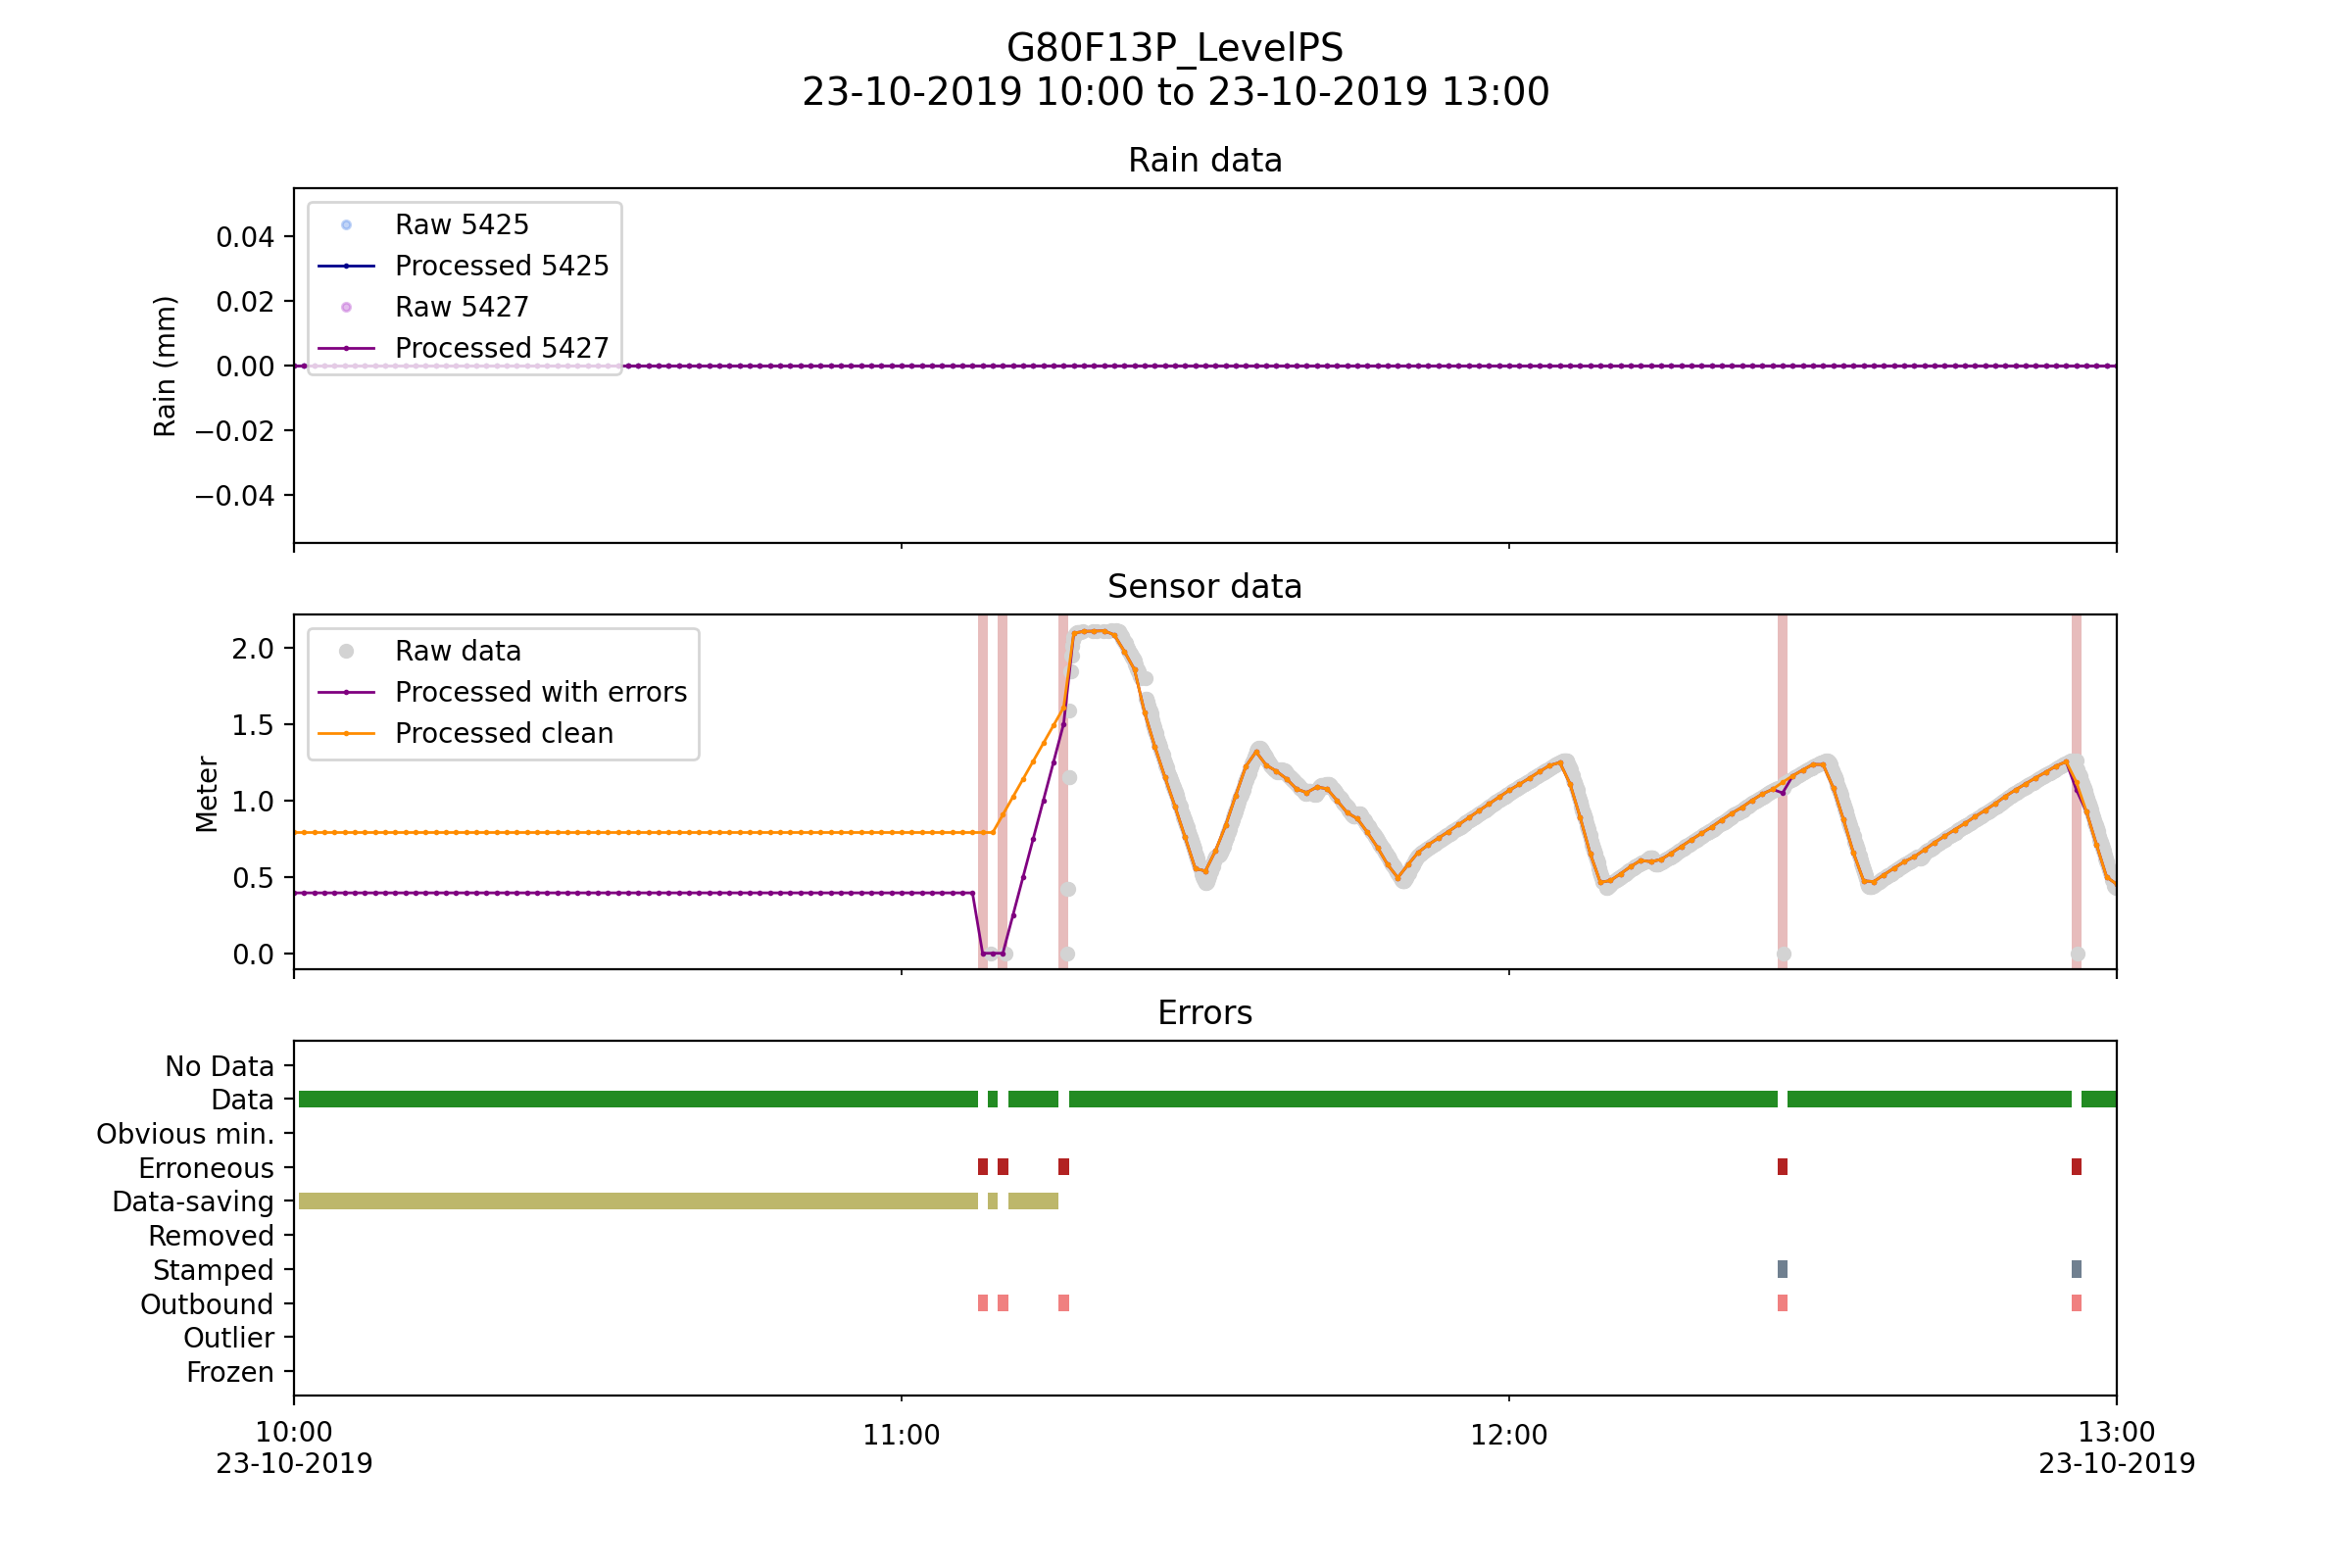 G80F13P_LevelPS
23-10-2019 10:00 to 23-10-2019 13:00
Rain data
Raw 5425
Processed 5425
Raw 5427
Processed 5427
0.04
0.02
0.00
−0.02
−0.04
Rain (mm)
Sensor data
Raw data
Processed with errors
Processed clean
2.0
1.5
1.0
0.5
0.0
Meter
Errors
No Data
Data
Obvious min.
Erroneous
Data-saving
Removed
Stamped
Outbound
Outlier
Frozen
10:00
23-10-2019
11:00
12:00
13:00
23-10-2019